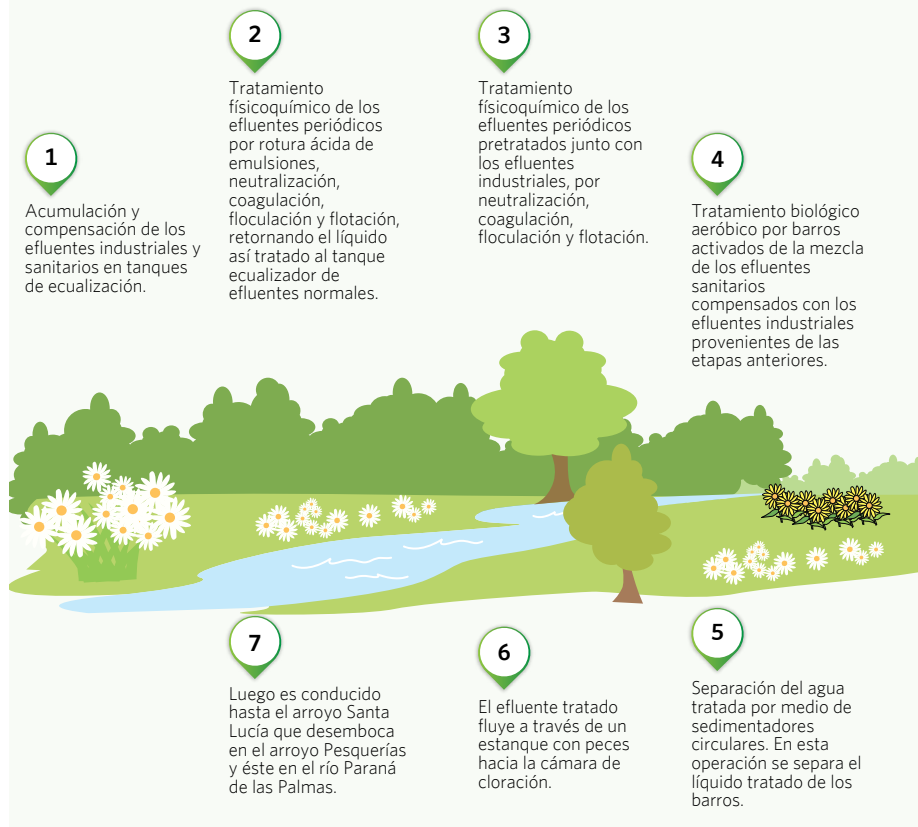 1
Acumulación y
compensación de los
efluentes industriales y
sanitarios en tanques
de ecualización.
2
Tratamiento
físicoquímico de los
efluentes periódicos
por rotura ácida de
emulsiones,
neutralización,
coagulación,
floculación y flotación,
retornando el líquido
así tratado al tanque
ecualizador de
efluentes normales.
3
Tratamiento
físicoquímico de los
efluentes periódicos
pretratados junto con
los efluentes
industriales, por
neutralización,
coagulación,
floculación y flotación.
4
Tratamiento biológico
aeróbico por barros
activados de la mezcla
de los efluentes
sanitarios
compensados con los
efluentes industriales
provenientes de las
etapas anteriores.
5
Separación del agua
tratada por medio de
sedimentadores
circulares. En esta
operación se separa el
líquido tratado de los
barros.
6
El efluente tratado
fluye a través de un
estanque con peces
hacia la cámara de
cloración.
7
Luego es conducido
hasta el arroyo Santa
Lucía que desemboca
en el arroyo Pesquerías
y éste en el río Paraná
de las Palmas.